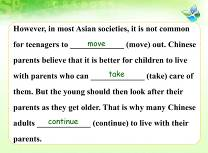 However, in most Asian societies, it is not common
for teenagers to move (move) out. Chinese
parents believe that it is better for children to live
with parents who can take (take) care of
them. But the young should then look after their
parents as they get older. That is why many Chinese
adults continue (continue) to live with their
parents.